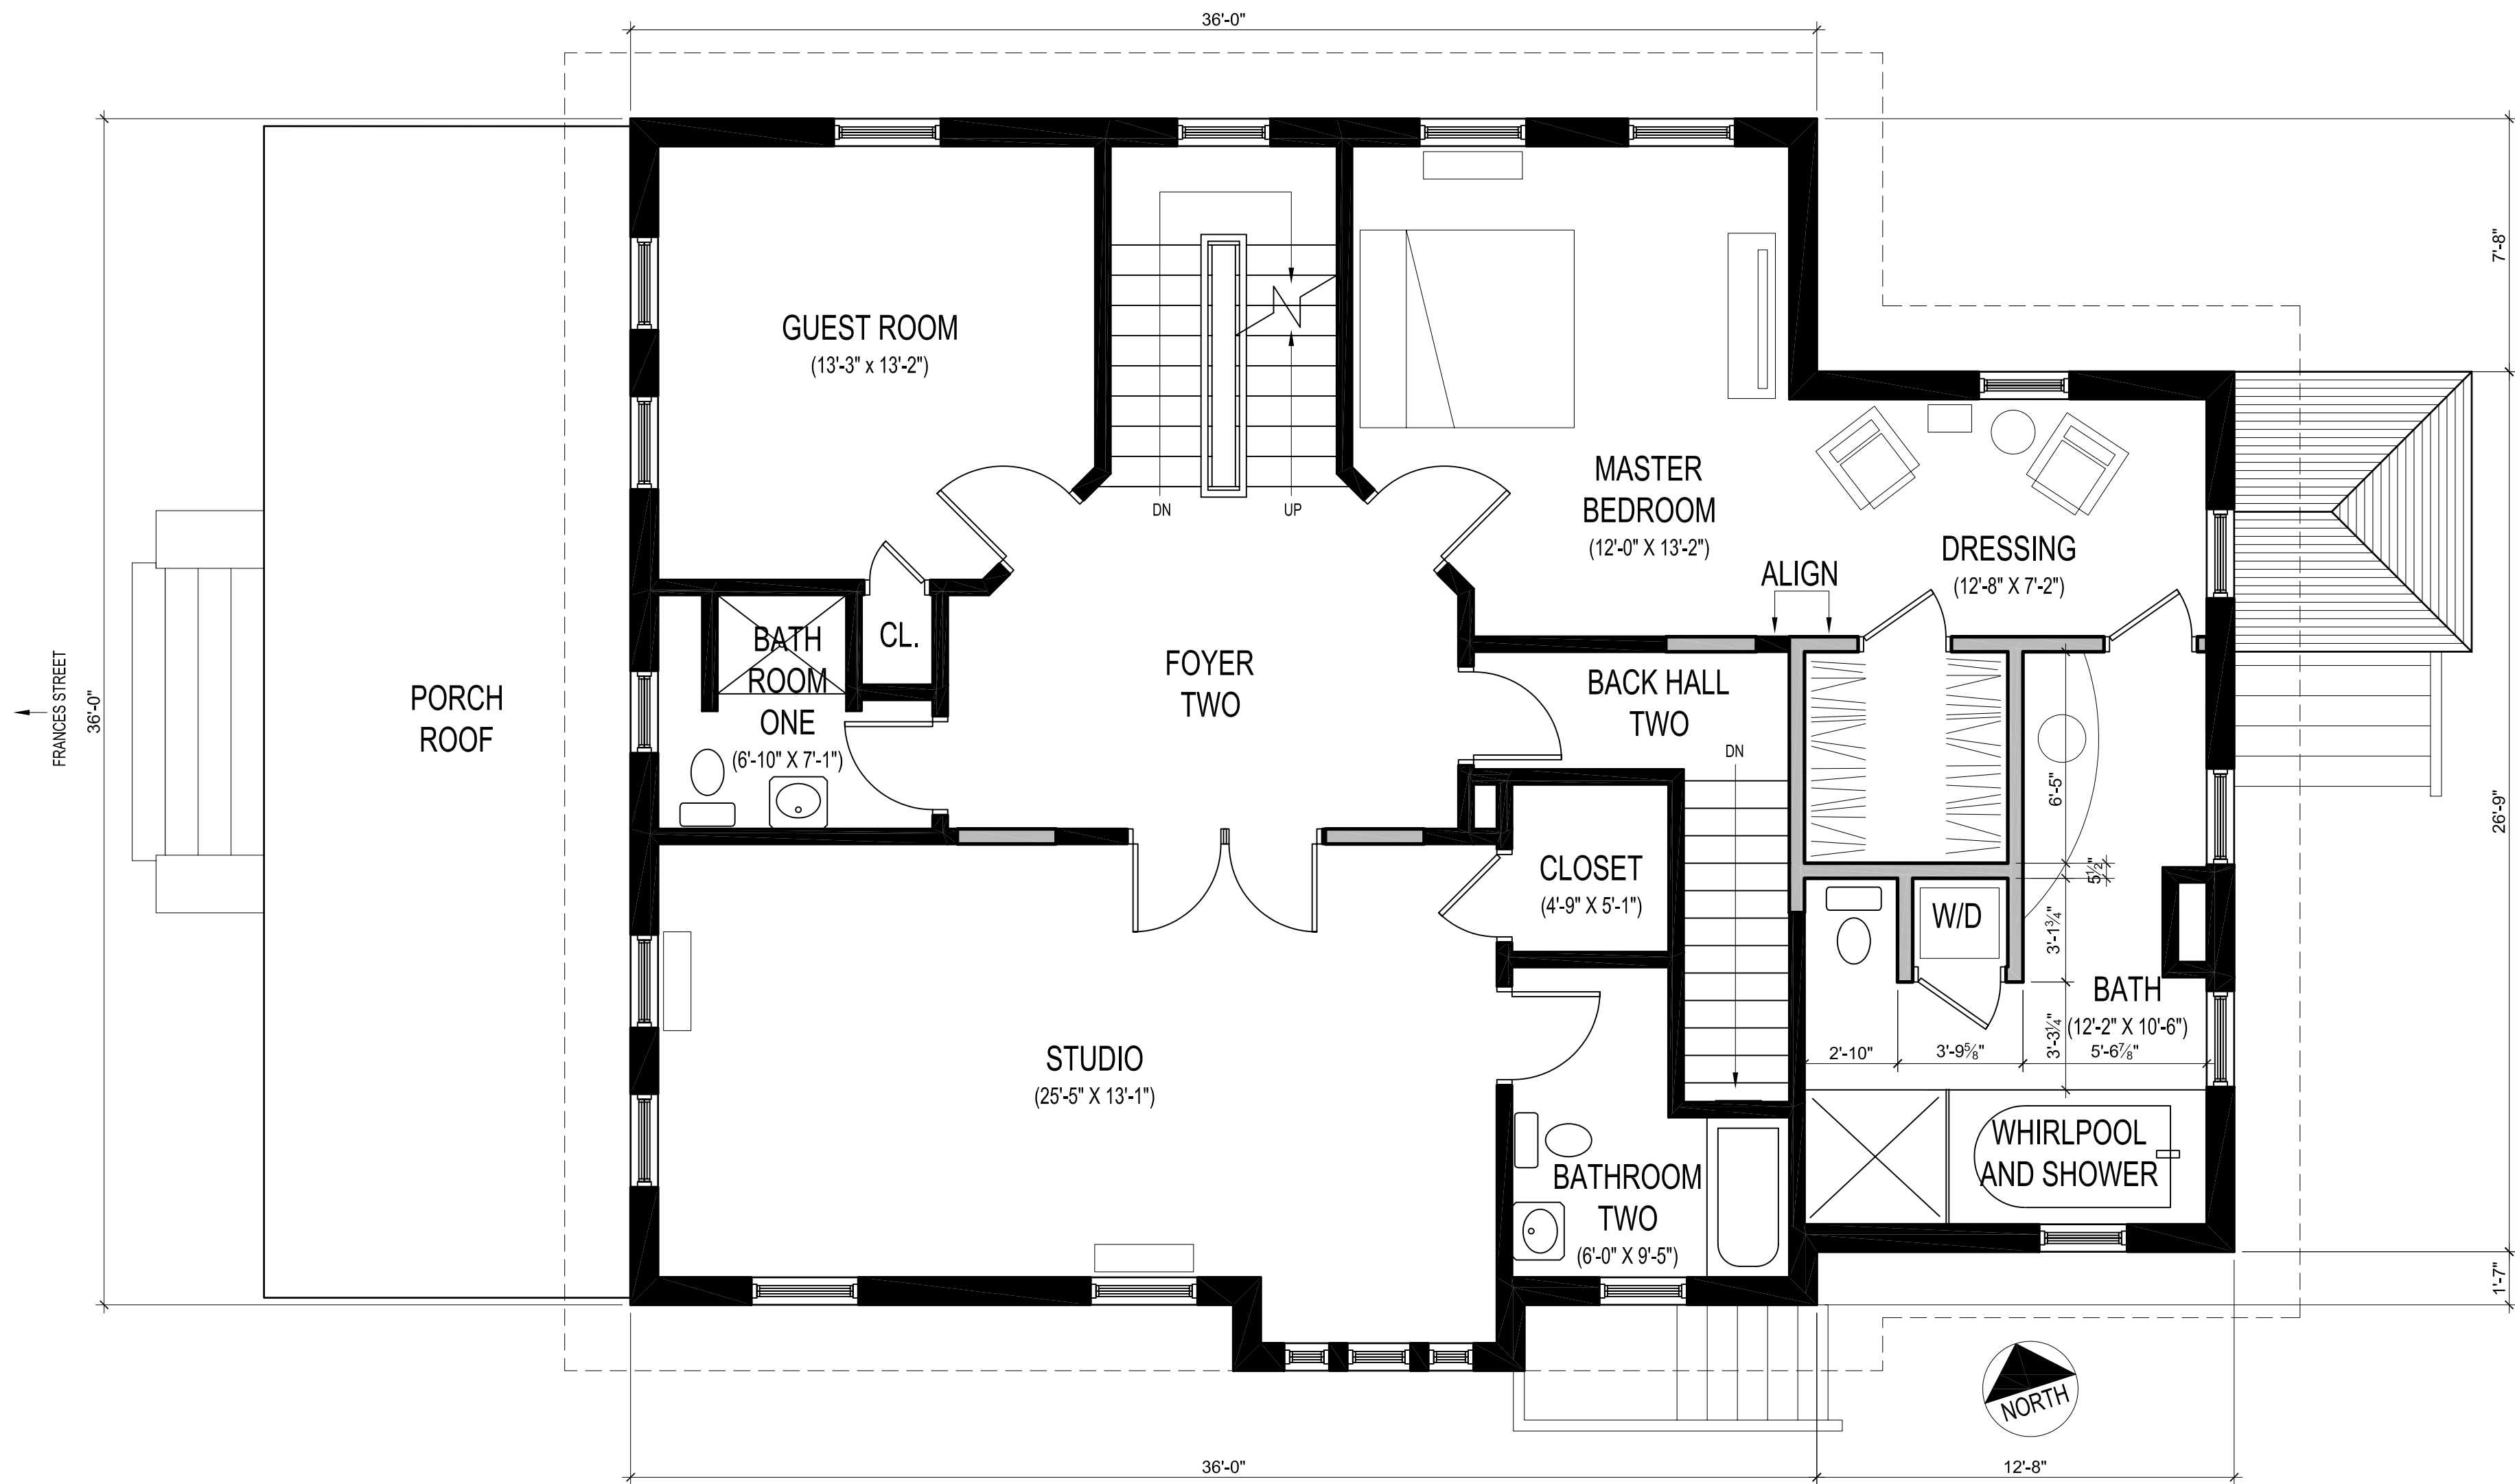 36'-0"
7'-8"
GUEST ROOM
(13'-3" x 13'-2")
DN
UP
MASTER
BEDROOM
(12'-0" X 13'-2")
DRESSING
(12'-8" X 7'-2")
ALIGN
FRANCES STREET
36'-0"
PORCH
ROOF
BATH
ROOM
ONE
(6'-10" X 7'-1")
CL.
FOYER
TWO
BACK HALL
TWO
DN
6'-5"
26'-9"
CLOSET
(4'-9" X 5'-1")
5½"
W/D
3'-1¾"
BATH
(12'-2" X 10'-6")
3'-3¼"
2'-10"
3'-9⅝"
5'-6⅞"
STUDIO
(25'-5" X 13'-1")
WHIRLPOOL
AND SHOWER
BATHROOM
TWO
(6'-0" X 9'-5")
1'-7"
NORTH
36'-0"
12'-8"